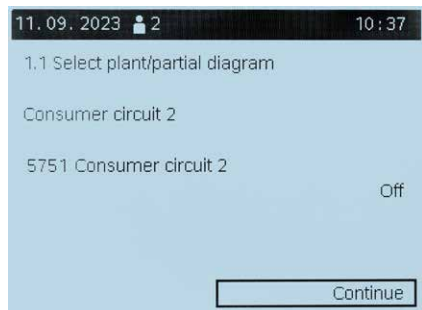 11. 09. 2023 2 10:37
1.1 Select plant/partial diagram
Consumer circuit 2
5751 Consumer circuit 2
Off
Continue